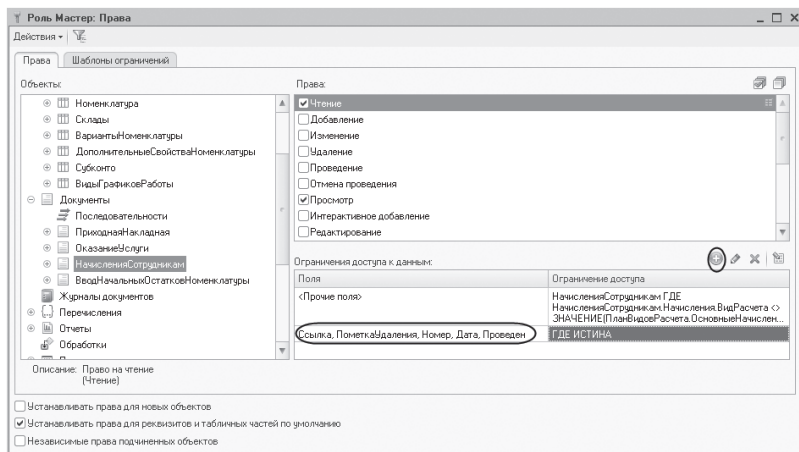 Роль Мастер: Права
Действия
Права
Шаблоны ограничений
Объекты:
Номенклатура
Склады
ВариантыНоменклатуры
ДополнительныеСвойстваНоменклатуры
Субконто
ВидыГрафиковРаботы
Документы
Последовательности
ПриходнаяНакладная
ОказаниеУслуги
НачисленияСотрудникам
ВводНачальныхОстатковНоменклатуры
Журналы документов
Перечисления
Отчеты
Обработки
Права:
Чтение
Добавление
Изменение
Удаление
Проведение
Отмена проведения
Просмотр
Интерактивное добавление
Редактирование
Ограничения доступа к данным:
Поля
Ограничение доступа
<Прочие поля>
НачисленияСотрудникам ГДЕ
НачисленияСотрудникам.Начисления.ВидРасчета <>
ЗНАЧЕНИЕ(ПланВидовРасчета.ОсновныеНачислен...
Ссылка, ПометкаУдаления, Номер, Дата, Проведен
ГДЕ ИСТИНА
Описание: Право на чтение
(Чтение)
Устанавливать права для новых объектов
Устанавливать права для реквизитов и табличных частей по умолчанию
Независимые права подчиненных объектов